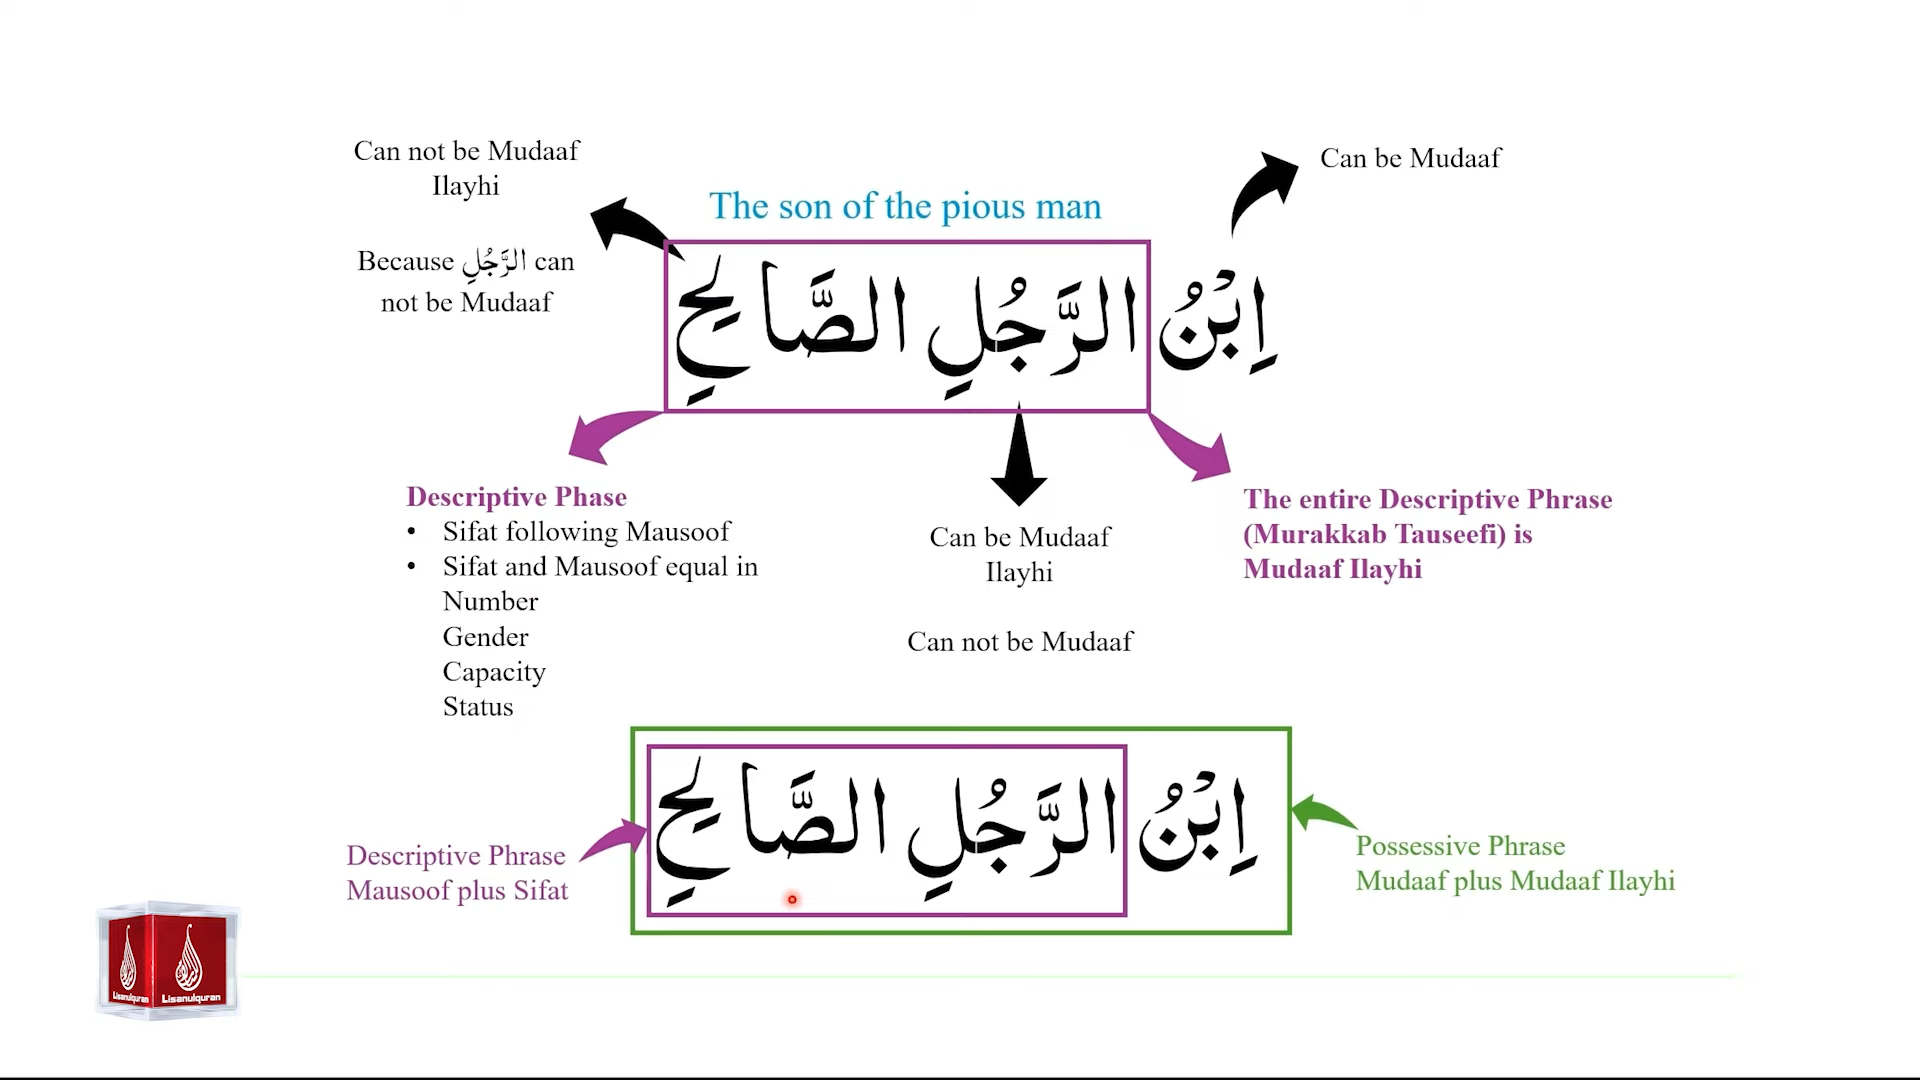 Can not be Mudaaf
Ilayhi
Can be Mudaaf
The son of the pious man
Because الرَّجُلِ can
not be Mudaaf
اِبْنُ الرَّجُلِ الصَّالِحِ
Descriptive Phase
• Sifat following Mausoof
• Sifat and Mausoof equal in
Number
Gender
Capacity
Status
Can be Mudaaf
Ilayhi
Can not be Mudaaf
The entire Descriptive Phrase
(Murakkab Tauseefi) is
Mudaaf Ilayhi
اِبْنُ الرَّجُلِ الصَّالِحِ
Descriptive Phrase
Mausoof plus Sifat
Possessive Phrase
Mudaaf plus Mudaaf Ilayhi
Lisanulquran
Lisanulquran